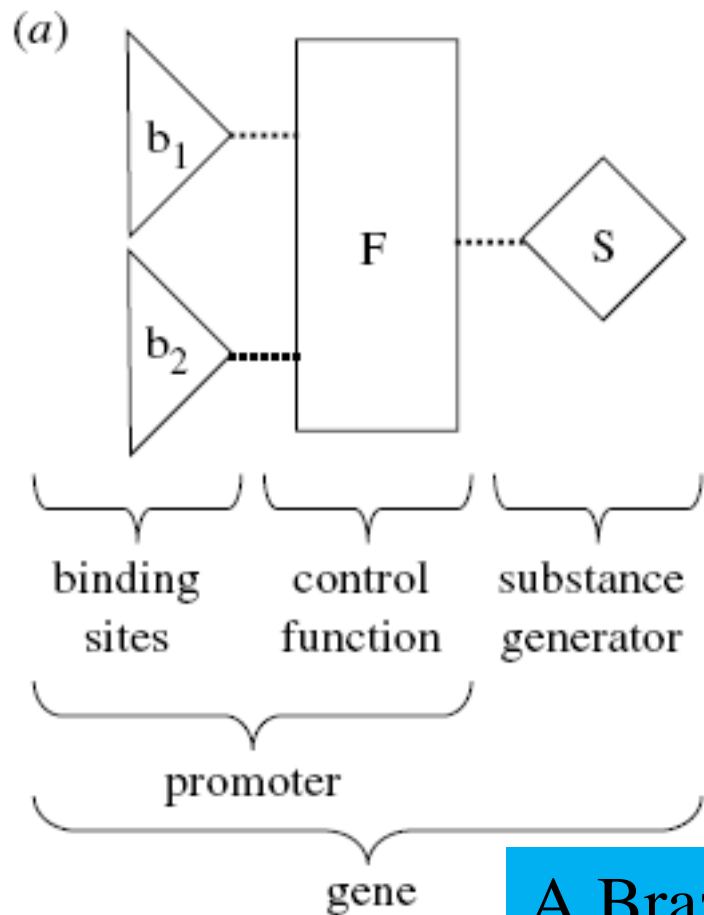 (a)
b1
F
S
b2
binding control substance
sites function generator
promoter
gene
A